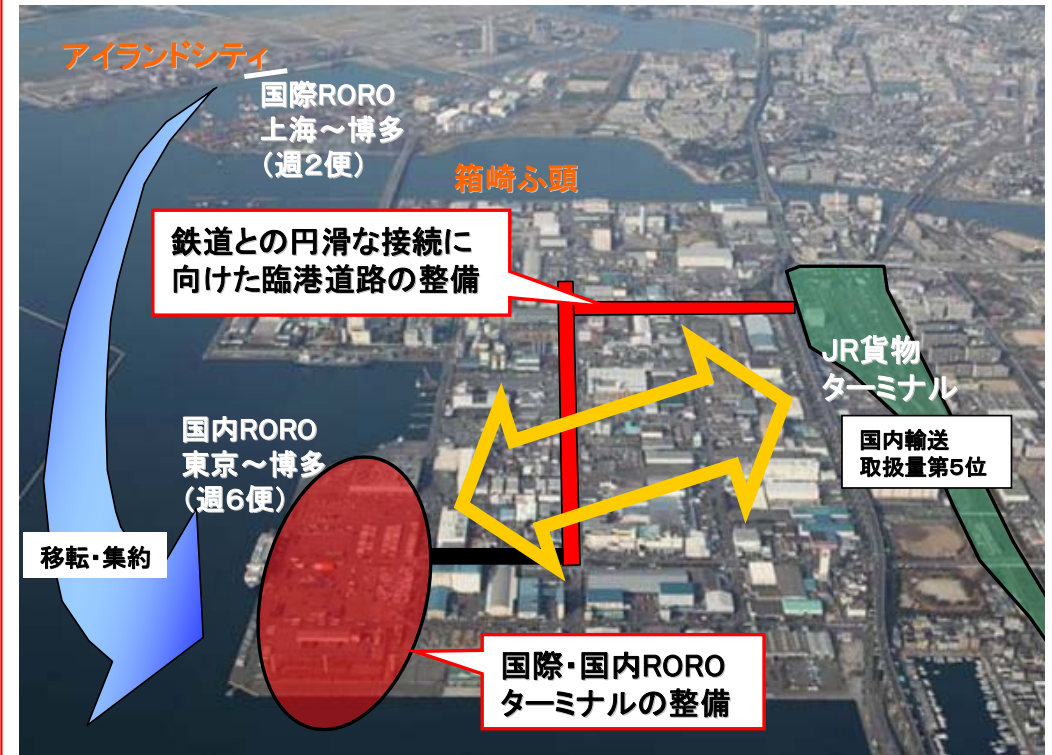 アイランドシティ
国際RORO
上海～博多
（週2便）
箱崎ふ頭
鉄道との円滑な接続に
向けた臨港道路の整備
JR貨物
ターミナル
国内輸送
取扱量第5位
国内RORO
東京～博多
（週6便）
移転・集約
国際・国内RORO
ターミナルの整備